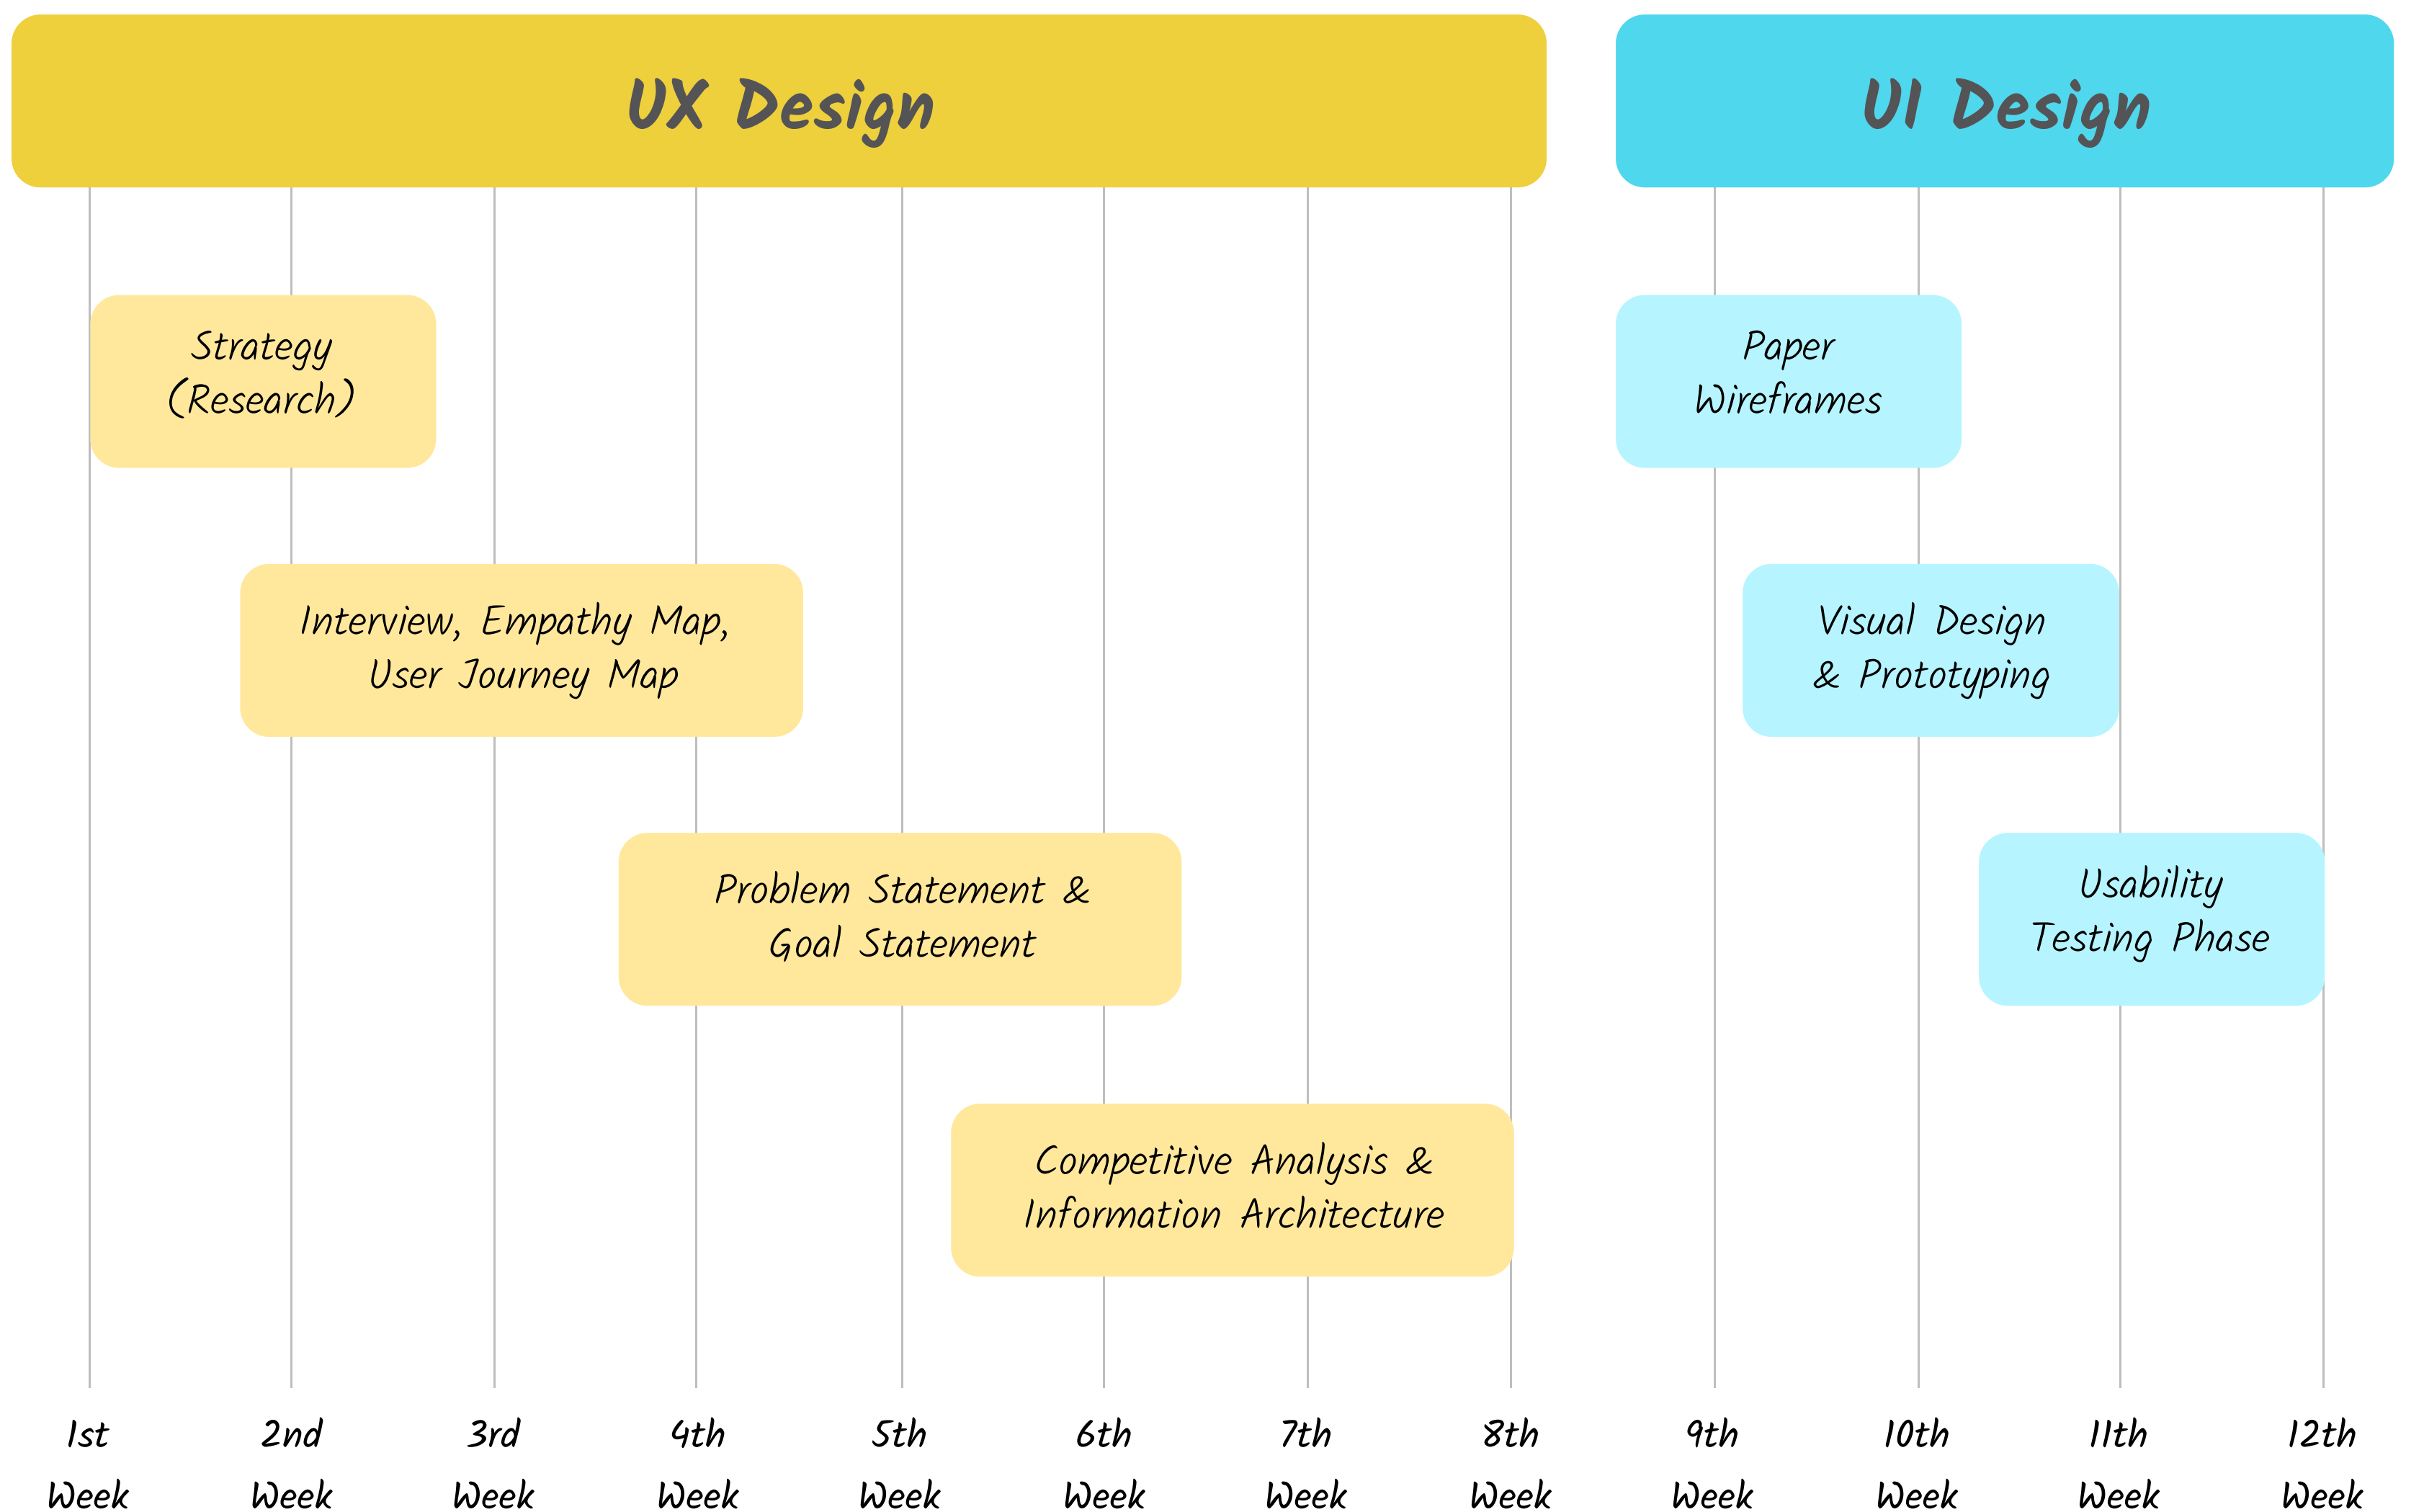 UX Design
UI Design
Strategy
(Research)
Paper
Wireframes
Interview, Empathy Map,
User Journey Map
Visual Design
& Prototyping
Problem Statement &
Goal Statement
Usability
Testing Phase
Competitive Analysis &
Information Architecture
1st
Week
2nd
Week
3rd
Week
4th
Week
5th
Week
6th
Week
7th
Week
8th
Week
9th
Week
10th
Week
11th
Week
12th
Week